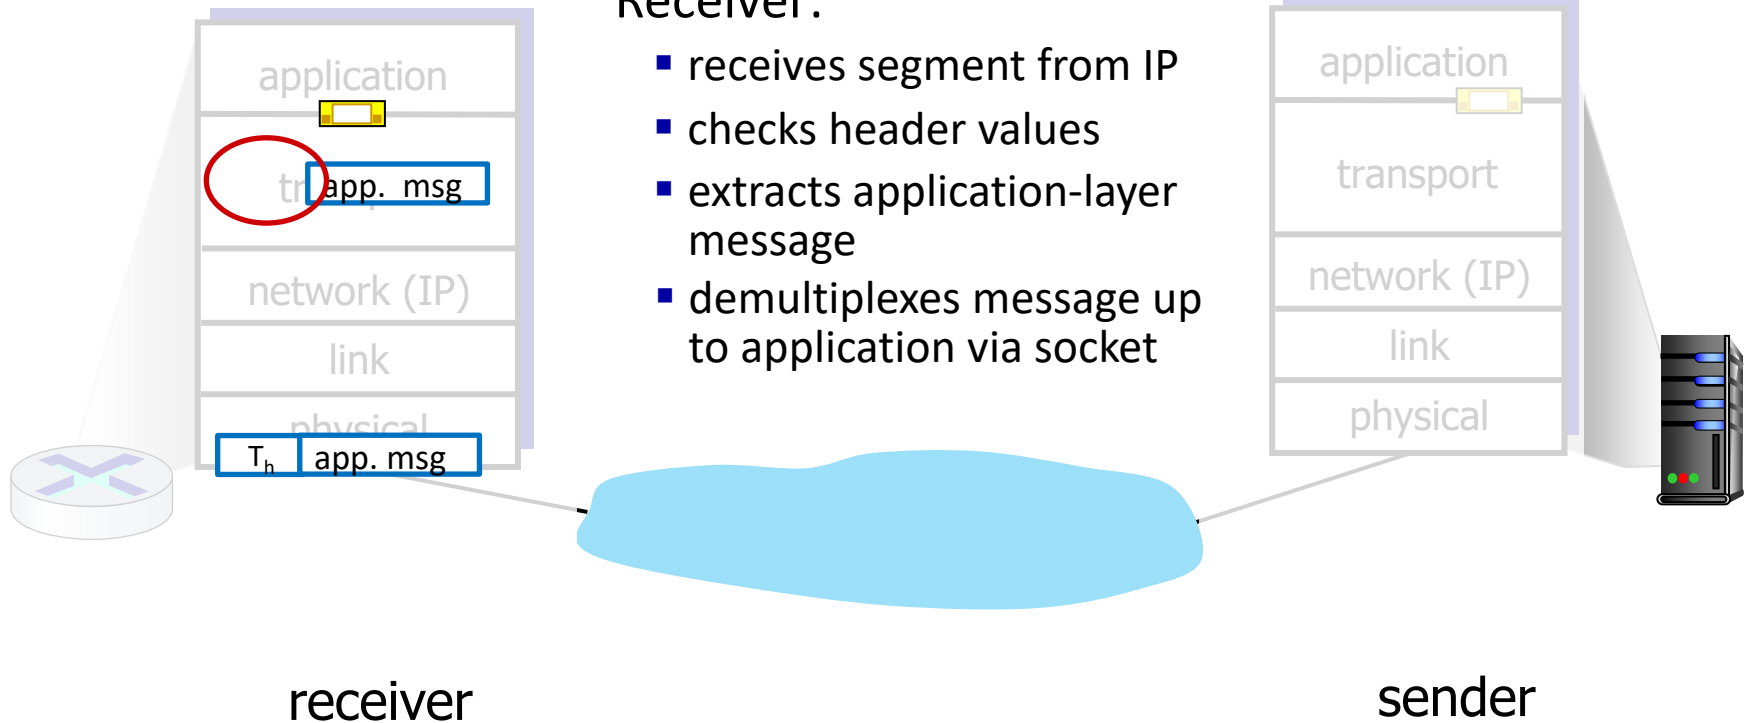 Receiver:
application
receives segment from IP
checks header values
app. msg
extracts application-layer
message
network (IP)
demultiplexes message up
to application via socket
link
physical
Th app. msg
application
transport
network (IP)
link
physical
receiver
sender